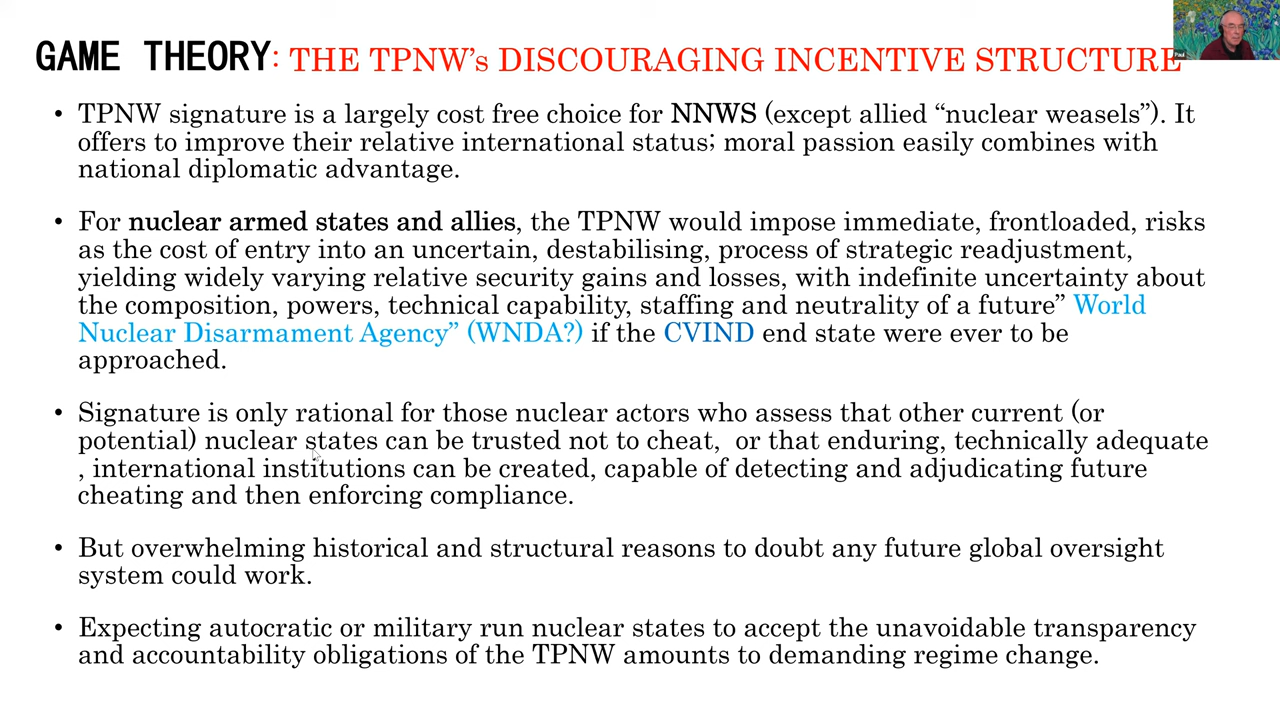 GAME THEORY: THE TPNW's DISCOURAGING INCENTIVE STRUCTURE
Paul
• TPNW signature is a largely cost free choice for NNWS (except allied “nuclear weasels”). It
offers to improve their relative international status; moral passion easily combines with
national diplomatic advantage.
• For nuclear armed states and allies, the TPNW would impose immediate, frontloaded, risks
as the cost of entry into an uncertain, destabilising, process of strategic readjustment,
yielding widely varying relative security gains and losses, with indefinite uncertainty about
the composition, powers, technical capability, staffing and neutrality of a future” World
Nuclear Disarmament Agency” (WNDA?) if the CVIND end state were ever to be
approached.
• Signature is only rational for those nuclear actors who assess that other current (or
potential) nuclear states can be trusted not to cheat,  or that enduring, technically adequate
, international institutions can be created, capable of detecting and adjudicating future
cheating and then enforcing compliance.
• But overwhelming historical and structural reasons to doubt any future global oversight
system could work.
• Expecting autocratic or military run nuclear states to accept the unavoidable transparency
and accountability obligations of the TPNW amounts to demanding regime change.